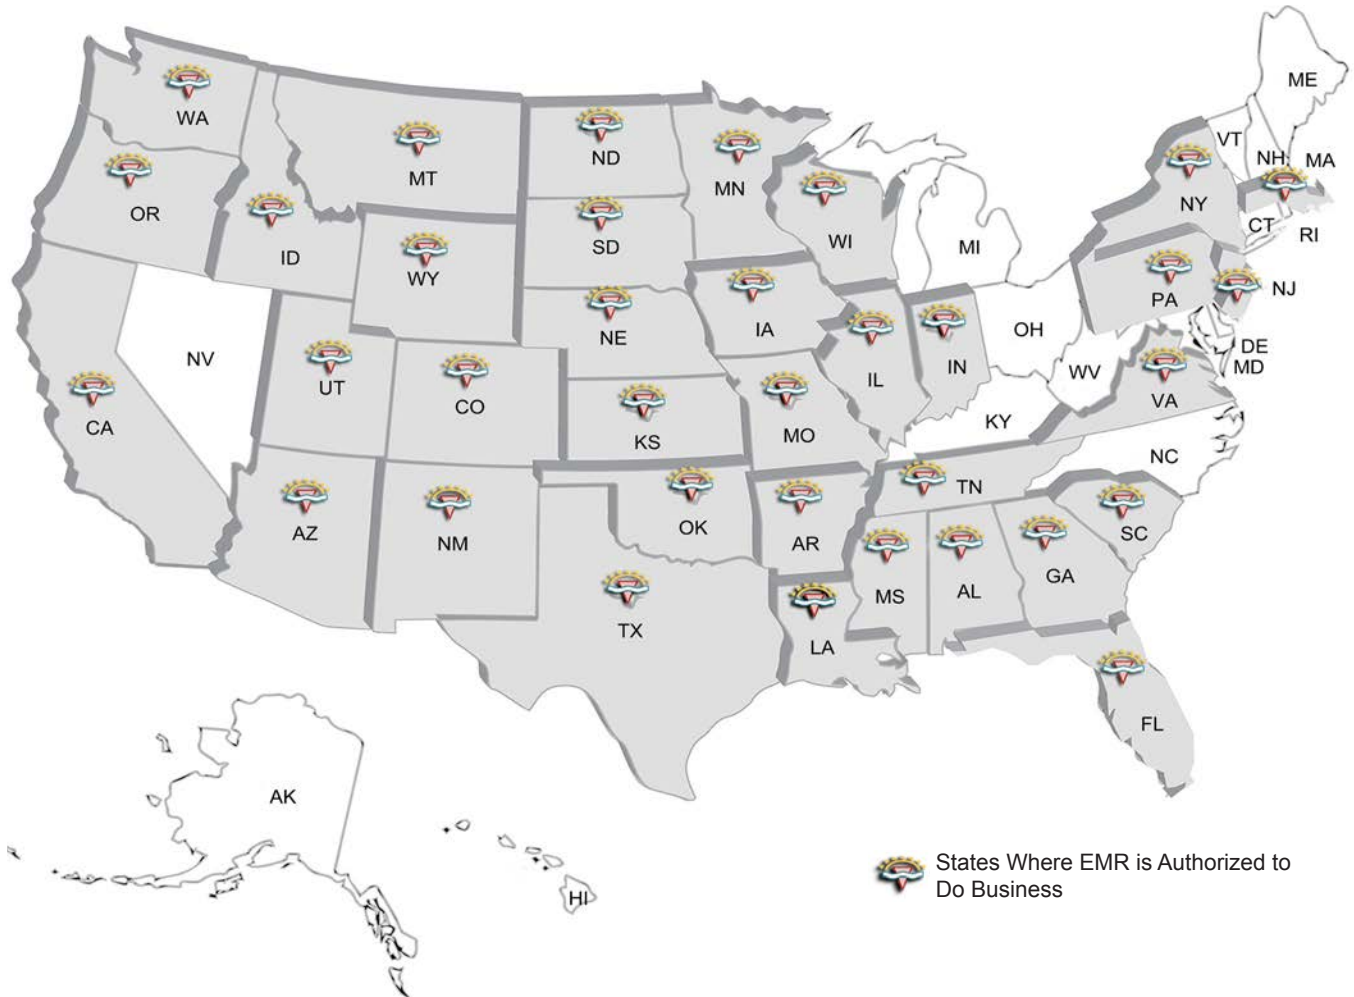 ME
WA
VT
ND
NH
MA
MT
MN
OR
NY
WI
RI
CT
SD
MI
ID
WY
NJ
PA
OH
IA
NE
DE
NV
MD
IN
WV
IL
UT
VA
CO
KY
CA
MO
KS
NC
TN
OK
AZ
SC
NM
AR
GA
AL
MS
TX
LA
FL
AK
HI
States Where EMR is Authorized to
Do Business